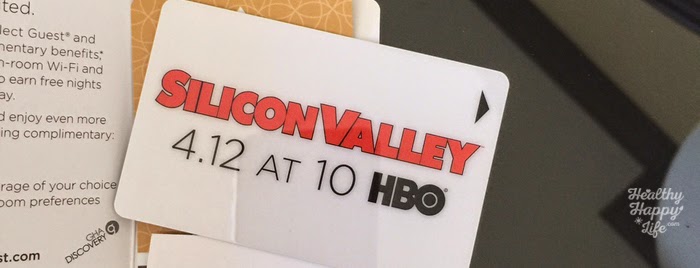 sted.
lect Guest® and
mentary benefits,*
n-room Wi-Fi and
o earn free nights
ay.
d enjoy even more
ing complimentary:
rage of your choice
oom preferences
GHA
DISCOVERY
st.com
SILICON VALLEY
4.12 AT 10 HBO®
Healthy
Happy
Life.com